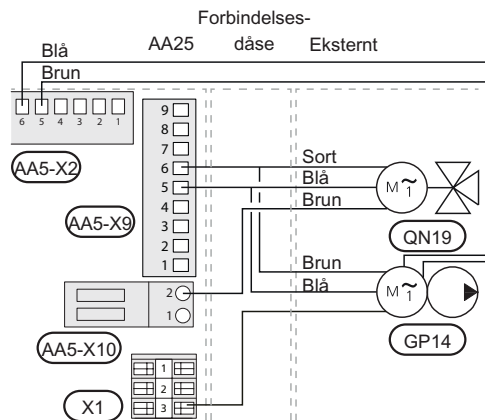 Forbindelses-
AA25 dåse Eksternt
Blå
Brun
6 5 4 3 2 1
AA5-X2
9
8
7
6
5
4
3
2
1
AA5-X9
Sort
Blå
Brun
M ~ 1
QN19
Brun
Blå
M ~ 1
GP14
2
1
AA5-X10
1
2
3
X1